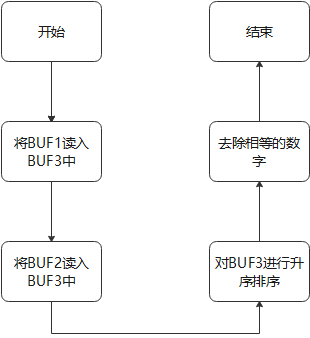 开始
将BUF1读入
BUF3中
将BUF2读入
BUF3中
对BUF3进行升
序排序
去除相等的数
字
结束